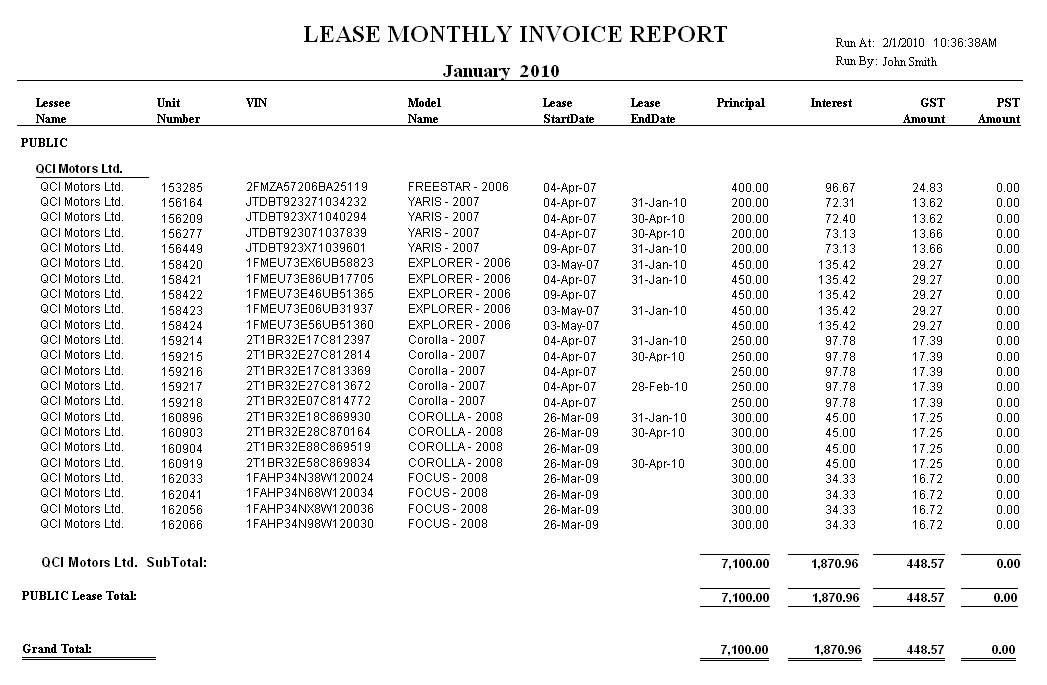 LEASE MONTHLY INVOICE REPORT
Run At: 2/1/2010 10:36:38AM
Run By: John Smith
January 2010
Lessee Name Unit Number VIN Model Name Lease StartDate Lease EndDate Principal Interest GST Amount PST Amount
PUBLIC
QCI Motors Ltd.
QCI Motors Ltd. 153285 2FMZA57206BA25119 FREESTAR - 2006 04-Apr-07 400.00 96.67 24.83 0.00
QCI Motors Ltd. 156164 JTDBT923271034232 YARIS - 2007 04-Apr-07 31-Jan-10 200.00 72.31 13.62 0.00
QCI Motors Ltd. 156209 JTDBT923X71040294 YARIS - 2007 04-Apr-07 30-Apr-10 200.00 72.40 13.62 0.00
QCI Motors Ltd. 156277 JTDBT923071037839 YARIS - 2007 04-Apr-07 30-Apr-10 200.00 73.13 13.66 0.00
QCI Motors Ltd. 156449 JTDBT923X71039601 YARIS - 2007 09-Apr-07 31-Jan-10 200.00 73.13 13.66 0.00
QCI Motors Ltd. 158420 1FMEU73EX6UB58823 EXPLORER - 2006 03-May-07 31-Jan-10 450.00 135.42 29.27 0.00
QCI Motors Ltd. 158421 1FMEU73E86UB17705 EXPLORER - 2006 04-Apr-07 31-Jan-10 450.00 135.42 29.27 0.00
QCI Motors Ltd. 158422 1FMEU73E46UB51365 EXPLORER - 2006 09-Apr-07 450.00 135.42 29.27 0.00
QCI Motors Ltd. 158423 1FMEU73E06UB31937 EXPLORER - 2006 03-May-07 31-Jan-10 450.00 135.42 29.27 0.00
QCI Motors Ltd. 158424 1FMEU73E56UB51360 EXPLORER - 2006 03-May-07 450.00 135.42 29.27 0.00
QCI Motors Ltd. 159214 2T1BR32E17C812397 Corolla - 2007 04-Apr-07 31-Jan-10 250.00 97.78 17.39 0.00
QCI Motors Ltd. 159215 2T1BR32E27C812814 Corolla - 2007 04-Apr-07 30-Apr-10 250.00 97.78 17.39 0.00
QCI Motors Ltd. 159216 2T1BR32E17C813369 Corolla - 2007 04-Apr-07 250.00 97.78 17.39 0.00
QCI Motors Ltd. 159217 2T1BR32E27C813672 Corolla - 2007 04-Apr-07 28-Feb-10 250.00 97.78 17.39 0.00
QCI Motors Ltd. 159218 2T1BR32E07C814772 Corolla - 2007 04-Apr-07 250.00 97.78 17.39 0.00
QCI Motors Ltd. 160896 2T1BR32E18C869930 COROLLA - 2008 26-Mar-09 31-Jan-10 300.00 45.00 17.25 0.00
QCI Motors Ltd. 160903 2T1BR32E28C870164 COROLLA - 2008 26-Mar-09 30-Apr-10 300.00 45.00 17.25 0.00
QCI Motors Ltd. 160904 2T1BR32E88C869519 COROLLA - 2008 26-Mar-09 300.00 45.00 17.25 0.00
QCI Motors Ltd. 160919 2T1BR32E58C869834 COROLLA - 2008 26-Mar-09 30-Apr-10 300.00 45.00 17.25 0.00
QCI Motors Ltd. 162033 1FAHP34N38W120024 FOCUS - 2008 26-Mar-09 300.00 34.33 16.72 0.00
QCI Motors Ltd. 162041 1FAHP34N68W120034 FOCUS - 2008 26-Mar-09 300.00 34.33 16.72 0.00
QCI Motors Ltd. 162056 1FAHP34NX8W120036 FOCUS - 2008 26-Mar-09 300.00 34.33 16.72 0.00
QCI Motors Ltd. 162066 1FAHP34N98W120030 FOCUS - 2008 26-Mar-09 300.00 34.33 16.72 0.00
QCI Motors Ltd. SubTotal: 7,100.00 1,870.96 448.57 0.00
PUBLIC Lease Total: 7,100.00 1,870.96 448.57 0.00
Grand Total: 7,100.00 1,870.96 448.57 0.00